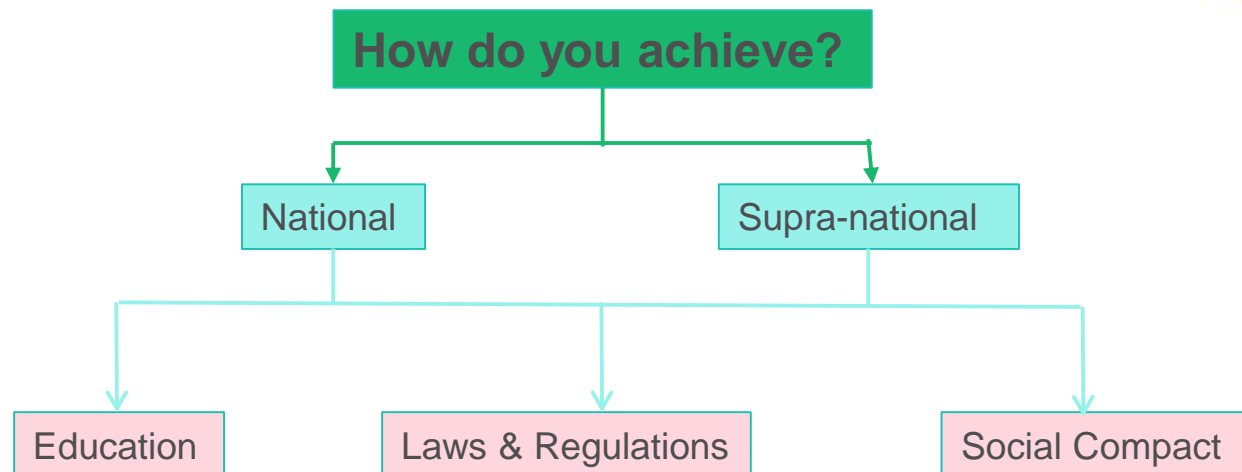 How do you achieve?
National
Supra-national
Education
Laws & Regulations
Social Compact